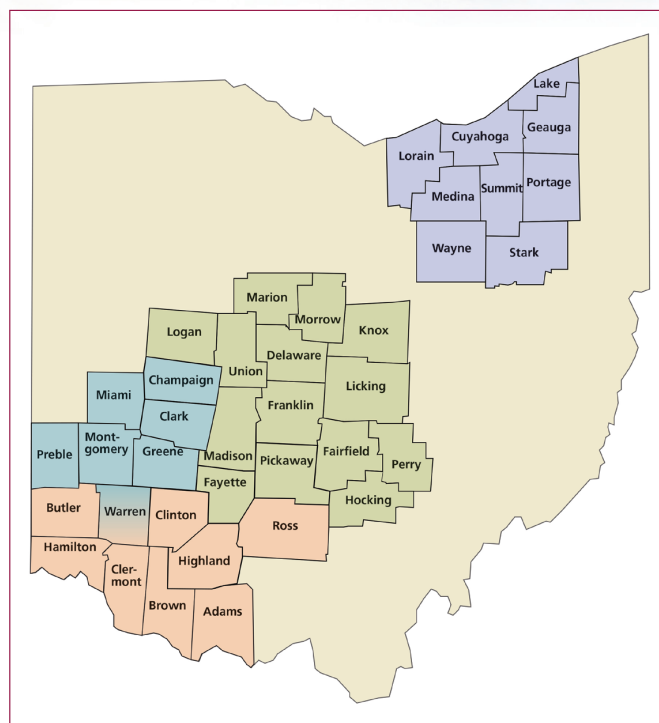 Lake
Geauga
Cuyahoga
Lorain
Portage
Summit
Medina
Wayne
Stark
Marion
Morrow
Knox
Logan
Delaware
Union
Licking
Champaign
Miami
Franklin
Clark
Mont-
gomery
Greene
Preble
Madison
Pickaway
Fairfield
Perry
Fayette
Hocking
Butler
Warren
Clinton
Ross
Hamilton
Highland
Cler-
mont
Brown
Adams